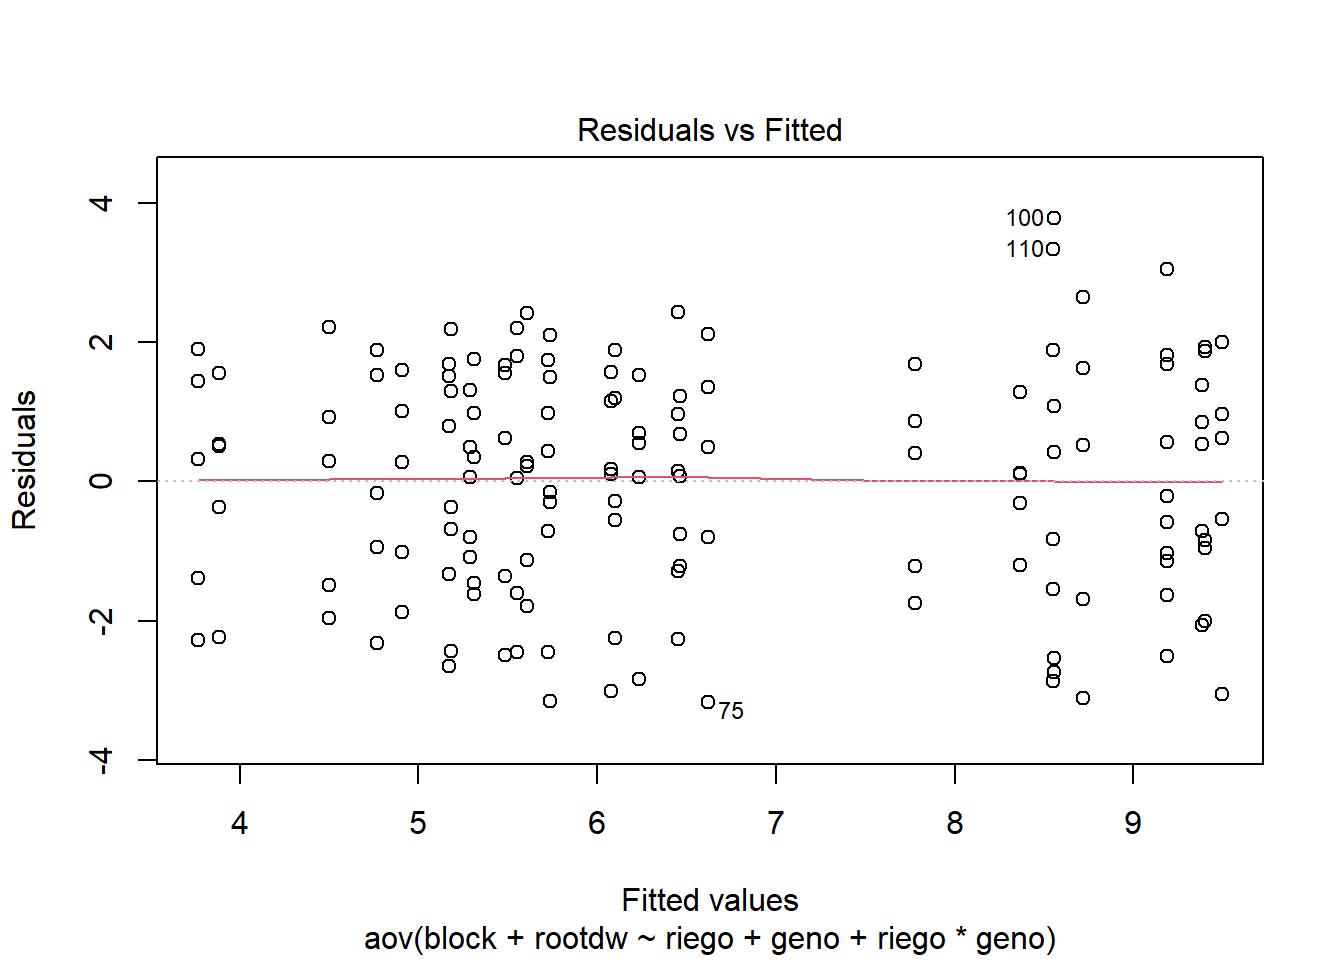 Residuals vs Fitted
Residuals
4
2
0
-2
-4
100
110
75
4 5 6 7 8 9
Fitted values
aov(block + rootdw ~ riego + geno + riego * geno)